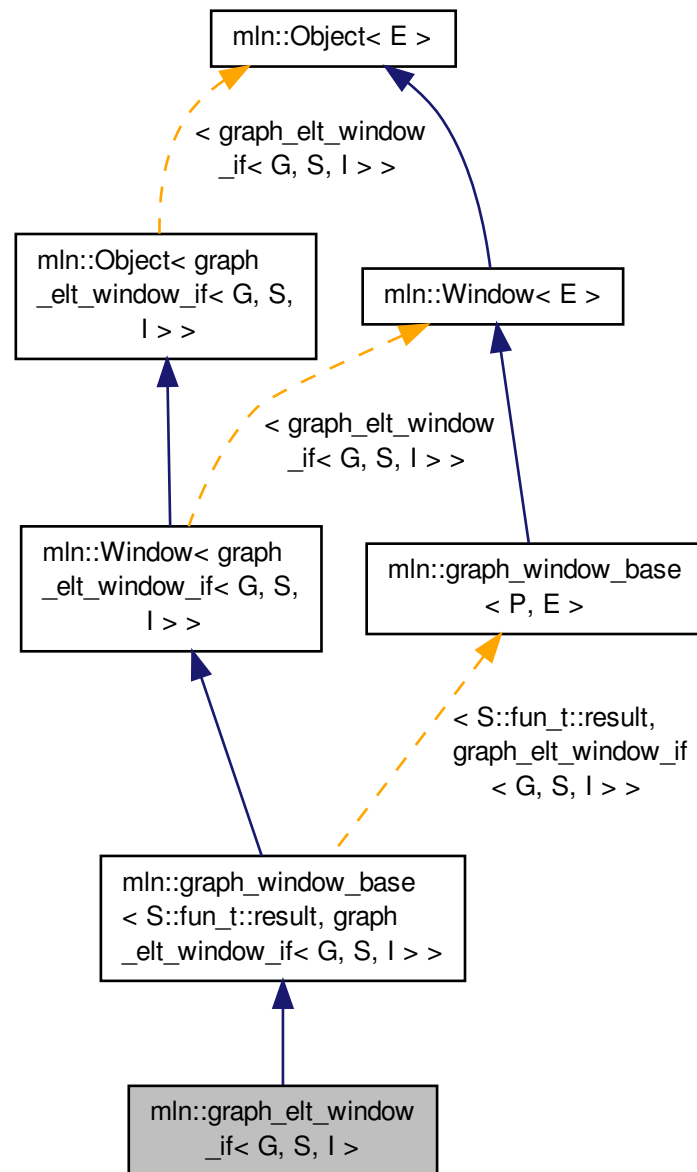 mln::Object< E >
< graph_elt_window
_if< G, S, I > >
mln::Object< graph
_elt_window_if< G, S,
I > >
mln::Window< E >
< graph_elt_window
_if< G, S, I > >
mln::Window< graph
_elt_window_if< G, S,
I > >
mln::graph_window_base
< P, E >
< S::fun_t::result,
graph_elt_window_if
< G, S, I > >
mln::graph_window_base
< S::fun_t::result, graph
_elt_window_if< G, S, I > >
mln::graph_elt_window
_if< G, S, I >